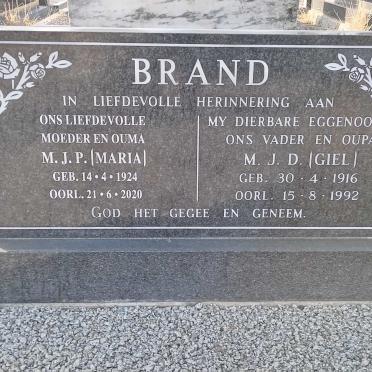 BRAND
IN LIEFDEVOLLE HERINNERING AAN
ONS LIEFDEVOLLE
MOEDER EN OUMA
M. J. P. (MARIA)
GEB. 14 • 4 • 1924
OORL. 21 • 6 • 2020
MY DIERBARE EGGENOO
ONS VADER EN OUPA
M. J. D. (GIEL)
GEB. 30 • 4 • 1916
OORL. 15 • 8 • 1992
GOD HET GEGEE EN GENEEM.